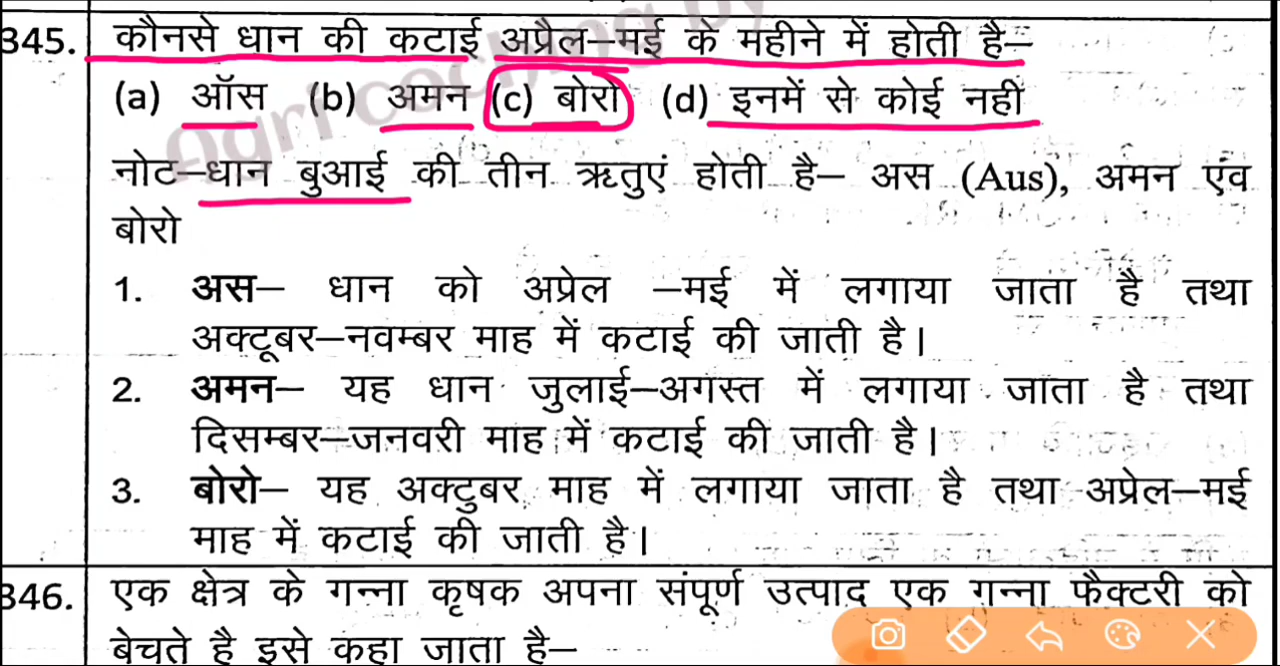 345. कौनसे धान की कटाई अप्रैल–मई के महीने में होती है–
(a) ऑस (b) अमन (c) बोरो (d) इनमें से कोई नहीं
नोट–धान बुआई की तीन ऋतुएं होती है– अस (Aus), अमन एंव
बोरो
1. अस– धान को अप्रेल –मई में लगाया जाता है तथा
अक्टूबर–नवम्बर माह में कटाई की जाती है।
2. अमन– यह धान जुलाई–अगस्त में लगाया जाता है तथा
दिसम्बर–जनवरी माह में कटाई की जाती है।
3. बोरो– यह अक्टुबर माह में लगाया जाता है तथा अप्रेल–मई
माह में कटाई की जाती है।
346. एक क्षेत्र के गन्ना कृषक अपना संपूर्ण उत्पाद एक गन्ना फैक्टरी को
बेचते है इसे कहा जाता है–
Agri coaching by